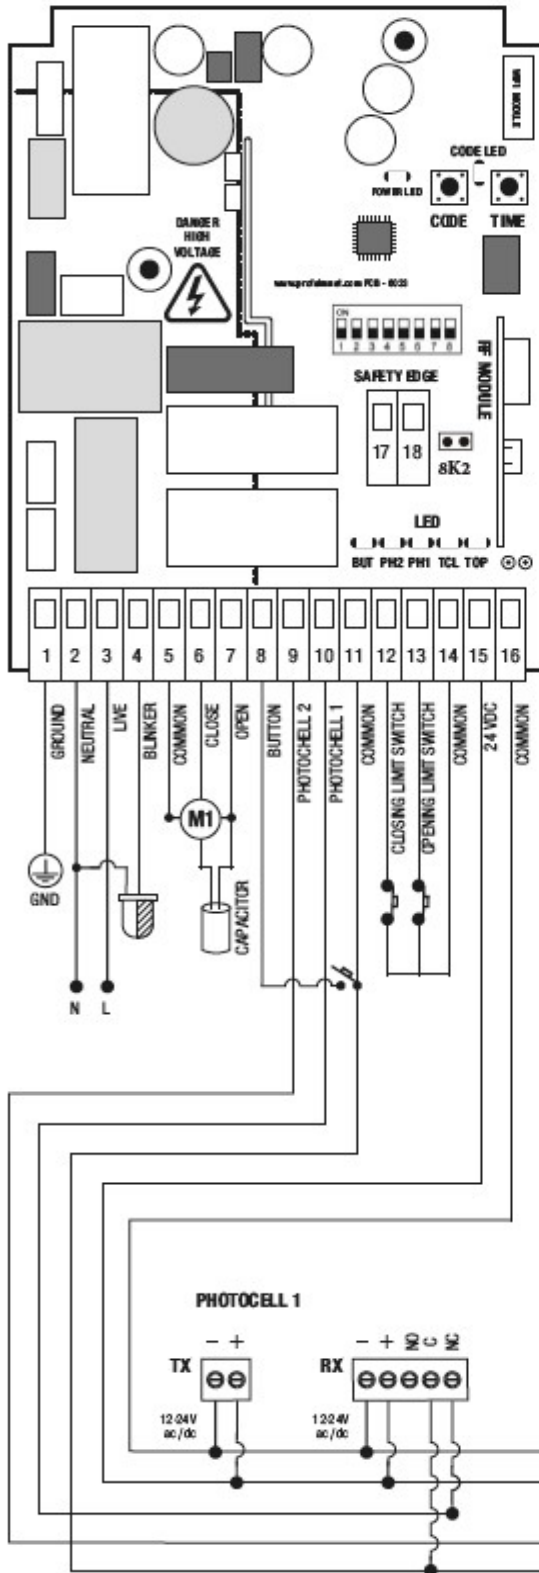 WIFI MODULE
CODE LED
POWER LED
CODE
TIME
DANGER
HIGH
VOLTAGE
ON
1 2 3 4 5 6 7 8
SAFETY EDGE
RF MODULE
17 18
8K2
LED
BUT PH2 PH1 TCL TOP
1 2 3 4 5 6 7 8 9 10 11 12 13 14 15 16
GROUND
NEUTRAL
LIVE
BLINKER
COMMON
CLOSE
OPEN
BUTTON
PHOTOCHELL 2
PHOTOCHELL 1
COMMON
CLOSING LIMIT SWITCH
OPENING LIMIT SWITCH
COMMON
24 VDC
COMMON
M1
GND
CAPACITOR
N L
PHOTOCELL 1
TX
- +
RX
- + NO C NC
12-24V
ac/dc
12-24V
ac/dc